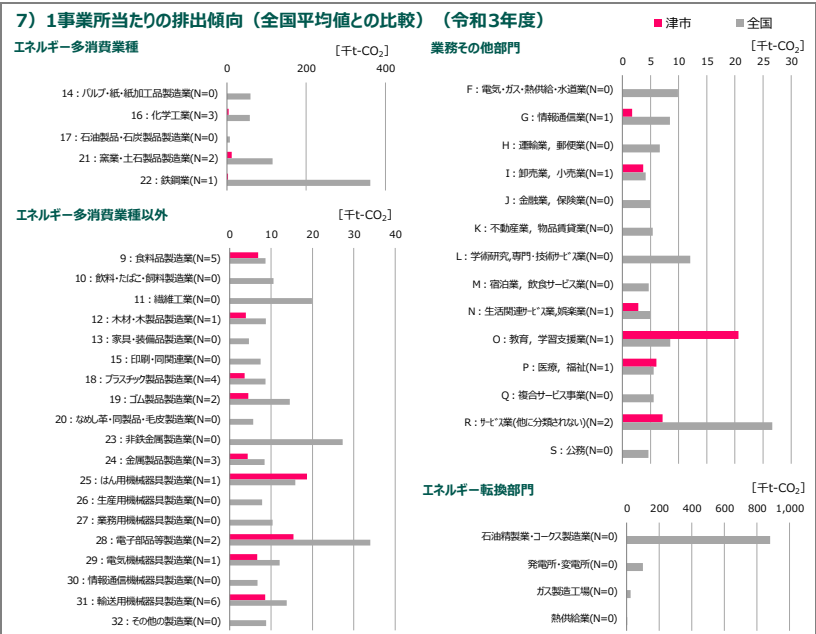 7）1事業所当たりの排出傾向（全国平均値との比較）（令和3年度）
■津市 ■全国
エネルギー多消費業種
[千t-CO2]
0 200 400
14：パルプ・紙・紙加工品製造業(N=0)
16：化学工業(N=3)
17：石油製品・石炭製品製造業(N=0)
21：窯業・土石製品製造業(N=2)
22：鉄鋼業(N=1)
エネルギー多消費業種以外
[千t-CO2]
0 10 20 30 40
9：食料品製造業(N=5)
10：飲料・たばこ・飼料製造業(N=0)
11：繊維工業(N=0)
12：木材・木製品製造業(N=1)
13：家具・装備品製造業(N=0)
15：印刷・同関連業(N=0)
18：プラスチック製品製造業(N=4)
19：ゴム製品製造業(N=2)
20：なめし革・同製品・毛皮製造業(N=0)
23：非鉄金属製造業(N=0)
24：金属製品製造業(N=3)
25：はん用機械器具製造業(N=1)
26：生産用機械器具製造業(N=0)
27：業務用機械器具製造業(N=0)
28：電子部品等製造業(N=2)
29：電気機械器具製造業(N=1)
30：情報通信機械器具製造業(N=0)
31：輸送用機械器具製造業(N=6)
32：その他の製造業(N=0)
業務その他部門
[千t-CO2]
0 5 10 15 20 25 30
F：電気・ガス・熱供給・水道業(N=0)
G：情報通信業(N=1)
H：運輸業，郵便業(N=0)
I：卸売業，小売業(N=1)
J：金融業，保険業(N=0)
K：不動産業，物品賃貸業(N=0)
L：学術研究,専門・技術ｻｰﾋﾞｽ業(N=0)
M：宿泊業，飲食サービス業(N=0)
N：生活関連ｻｰﾋﾞｽ業,娯楽業(N=1)
O：教育，学習支援業(N=1)
P：医療，福祉(N=1)
Q：複合サービス事業(N=0)
R：ｻｰﾋﾞｽ業(他に分類されない)(N=2)
S：公務(N=0)
エネルギー転換部門
[千t-CO2]
0 200 400 600 800 1,000
石油精製業・コークス製造業(N=0)
発電所・変電所(N=0)
ガス製造工場(N=0)
熱供給業(N=0)